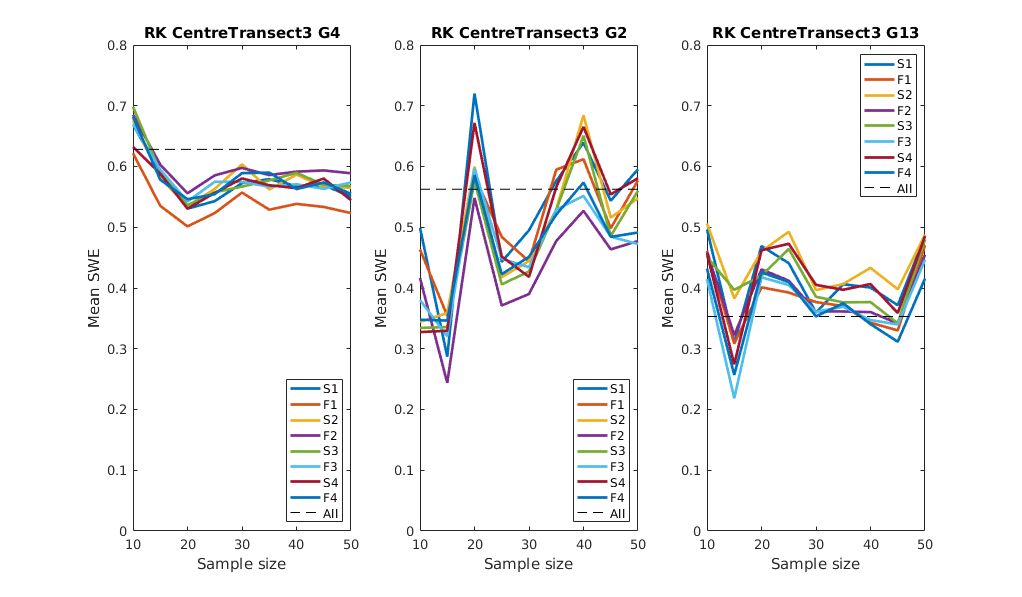 RK CentreTransect3 G4
0.8
0.7
0.6
0.5
0.4
0.3
0.2
0.1
0
Mean SWE
10 20 30 40 50
Sample size
S1
F1
S2
F2
S3
F3
S4
F4
All
RK CentreTransect3 G2
0.8
0.7
0.6
0.5
0.4
0.3
0.2
0.1
0
Mean SWE
10 20 30 40 50
Sample size
S1
F1
S2
F2
S3
F3
S4
F4
All
RK CentreTransect3 G13
0.8
0.7
0.6
0.5
0.4
0.3
0.2
0.1
0
Mean SWE
10 20 30 40 50
Sample size
S1
F1
S2
F2
S3
F3
S4
F4
All